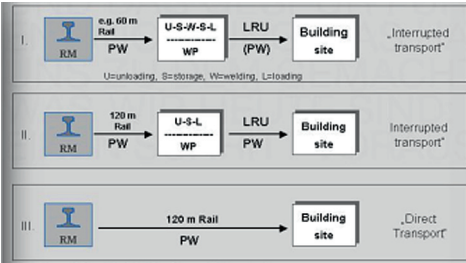 I.
RM
e.g. 60 m
Rail
PW
U-S-W-S-L
------------
WP
LRU
(PW)
Building
site
„Interrupted
transport"
U=unloading, S=storage, W=welding, L=loading
II.
RM
120 m
Rail
PW
U-S-L
------------
WP
LRU
PW
Building
site
Interrupted
transport"
III.
RM
120 m Rail
PW
Building
site
„Direct
Transport"